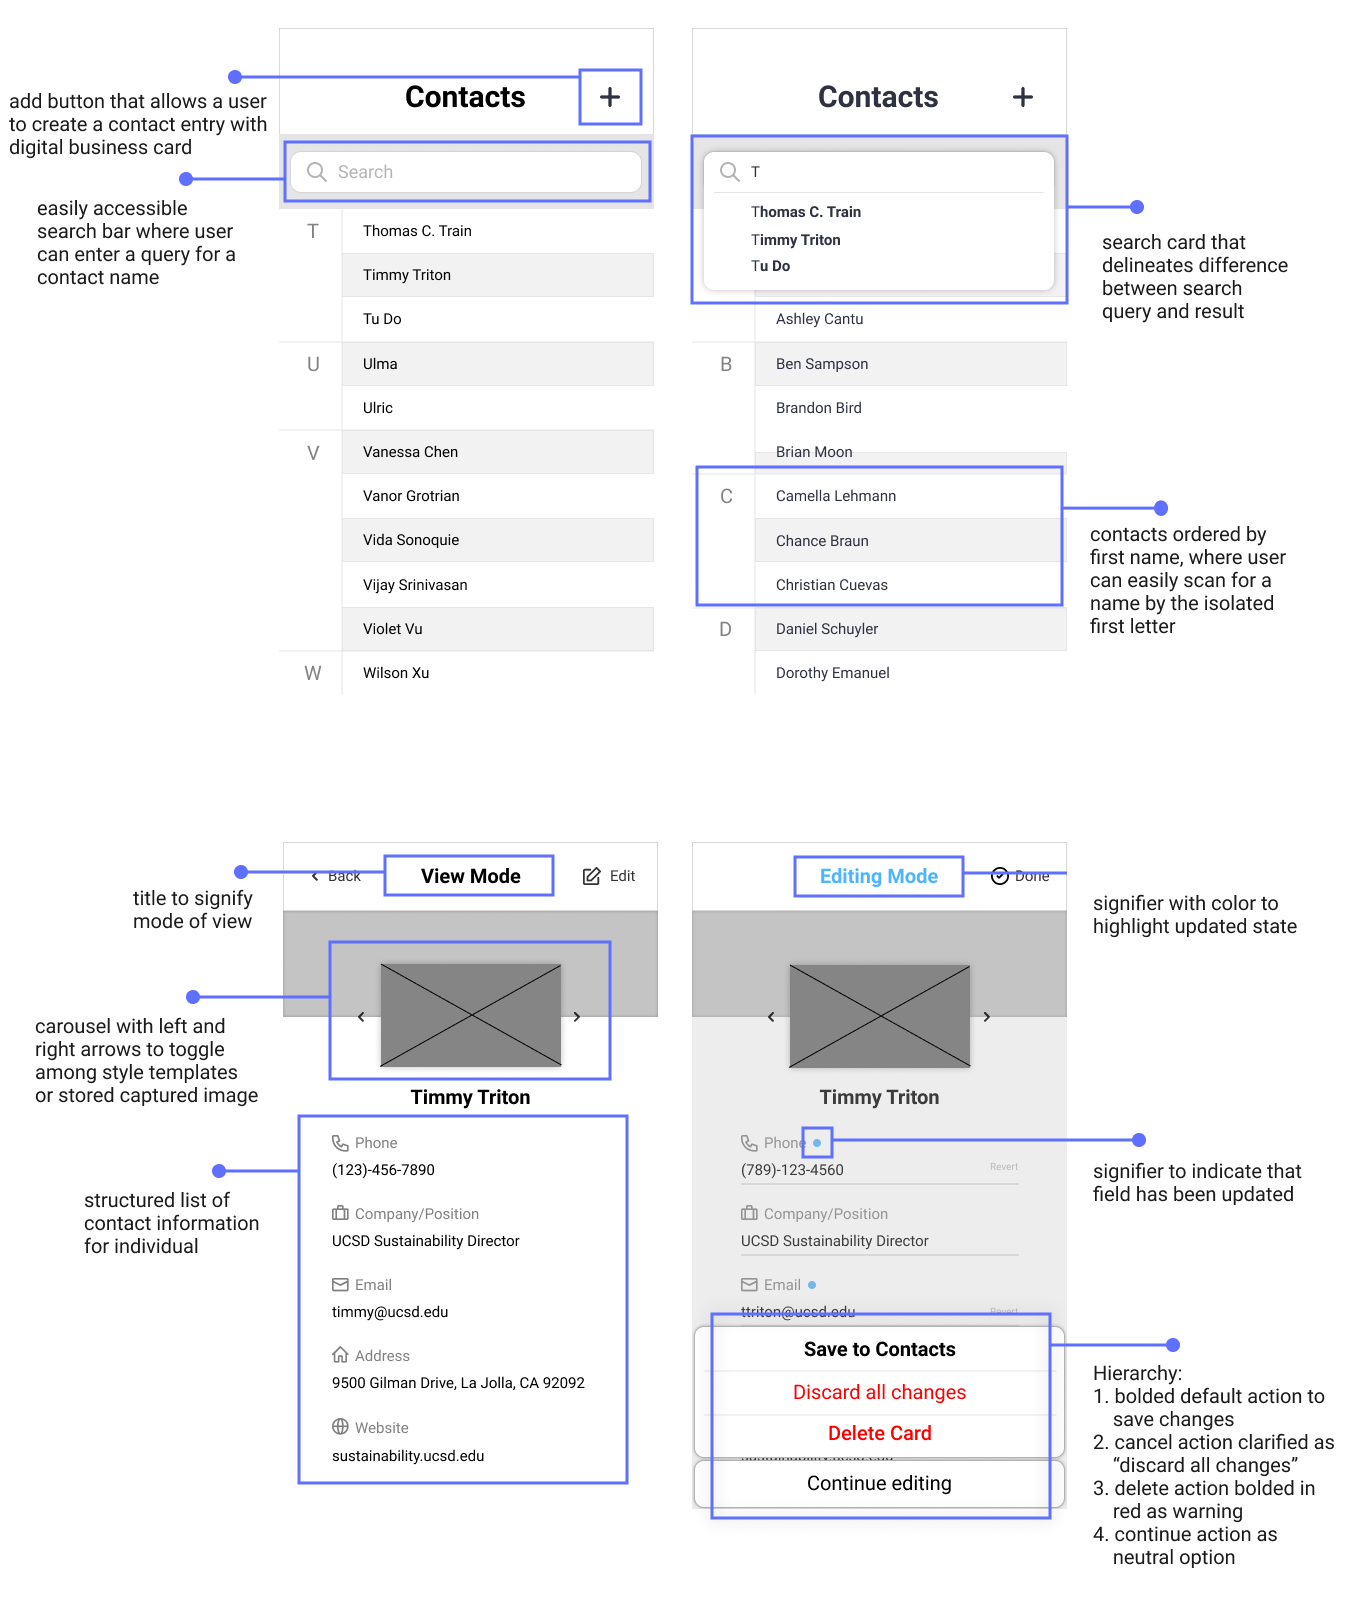 add button that allows a user
to create a contact entry with
digital business card
easily accessible
search bar where user
can enter a query for a
contact name
Contacts
Search
T
Thomas C. Train
Timmy Triton
Tu Do
U
Ulma
Ulric
V
Vanessa Chen
Vanor Grotrian
Vida Sonoquie
Vijay Srinivasan
Violet Vu
W
Wilson Xu
Contacts
T
Thomas C. Train
Timmy Triton
Tu Do
Ashley Cantu
B
Ben Sampson
Brandon Bird
Brian Moon
C
Camella Lehmann
Chance Braun
Christian Cuevas
D
Daniel Schuyler
Dorothy Emanuel
search card that
delineates difference
between search
query and result
contacts ordered by
first name, where user
can easily scan for a
name by the isolated
first letter
title to signify
mode of view
carousel with left and
right arrows to toggle
among style templates
or stored captured image
structured list of
contact information
for individual
Back
View Mode
Edit
Timmy Triton
Phone
(123)-456-7890
Company/Position
UCSD Sustainability Director
Email
timmy@ucsd.edu
Address
9500 Gilman Drive, La Jolla, CA 92092
Website
sustainability.ucsd.edu
Editing Mode
Done
Timmy Triton
Phone
(789)-123-4560
Revert
Company/Position
UCSD Sustainability Director
Email
ttriton@ucsd.edu
Revert
Save to Contacts
Discard all changes
Delete Card
Continue editing
signifier with color to
highlight updated state
signifier to indicate that
field has been updated
Hierarchy:
1. bolded default action to
save changes
2. cancel action clarified as
“discard all changes”
3. delete action bolded in
red as warning
4. continue action as
neutral option